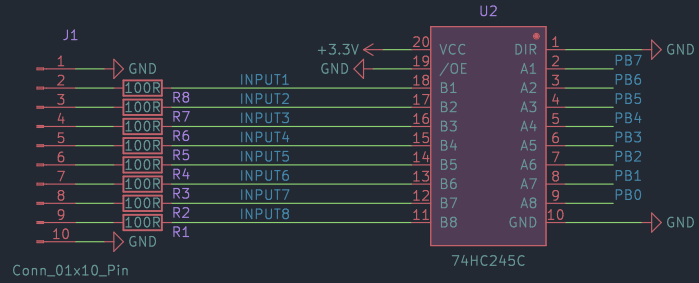 U2
J1
+3.3V 20 VCC DIR 1 GND
1 GND GND 19 /OE A1 2 PB7
2 100R INPUT1 18 B1 A2 3 PB6
R8
3 100R INPUT2 17 B2 A3 4 PB5
R7
4 100R INPUT3 16 B3 A4 5 PB4
R6
5 100R INPUT4 15 B4 A5 6 PB3
R5
6 100R INPUT5 14 B5 A6 7 PB2
R4
7 100R INPUT6 13 B6 A7 8 PB1
R3
8 100R INPUT7 12 B7 A8 9 PB0
R2
9 100R INPUT8 11 B8 GND 10 GND
R1
10 GND
Conn_01x10_Pin
74HC245C